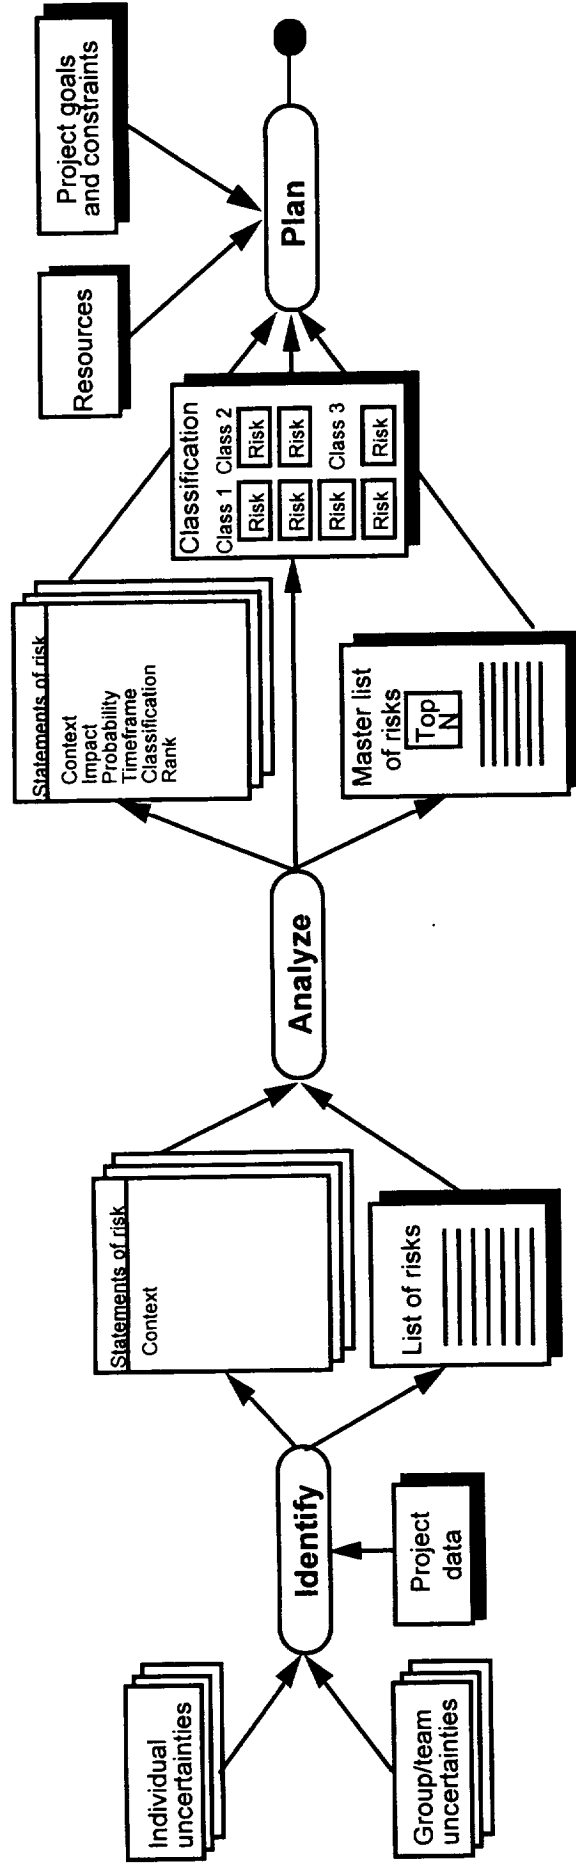 Individual
uncertainties
Group/team
uncertainties
Project
data
Identify
Statements of risk
Context
List of risks
Analyze
Statements of risk
Context
Impact
Probability
Timeframe
Classification
Rank
Classification
Class 1 Class 2
Risk Risk
Risk Risk
Risk Class 3
Risk Risk
Master list
of risks
Top
N
Resources
Project goals
and constraints
Plan